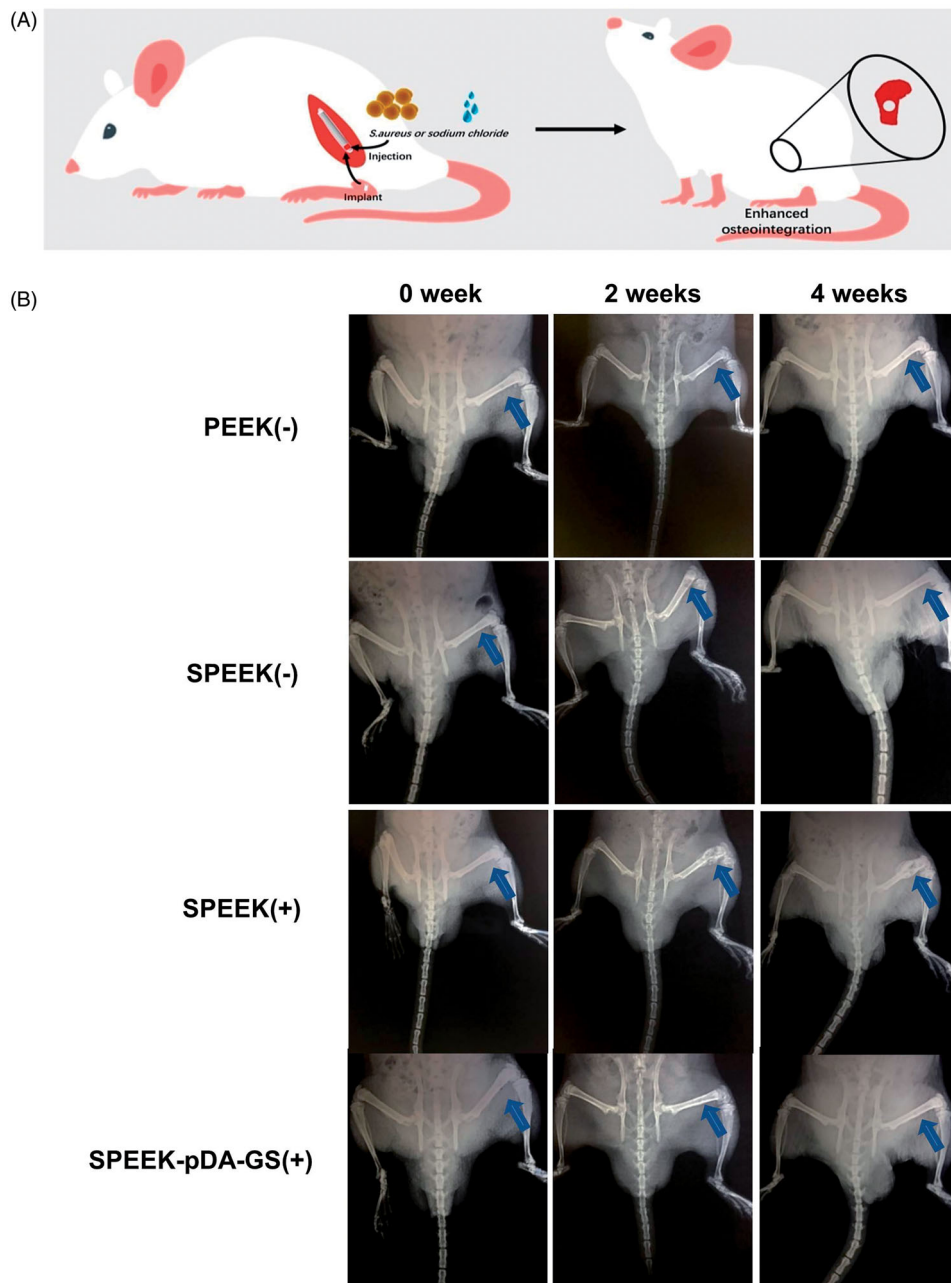 (A)
S.aureus or sodium chloride
Injection
Implant
Enhanced
osteointegration
(B)
0 week 2 weeks 4 weeks
PEEK(-)
SPEEK(-)
SPEEK(+)
SPEEK-pDA-GS(+)